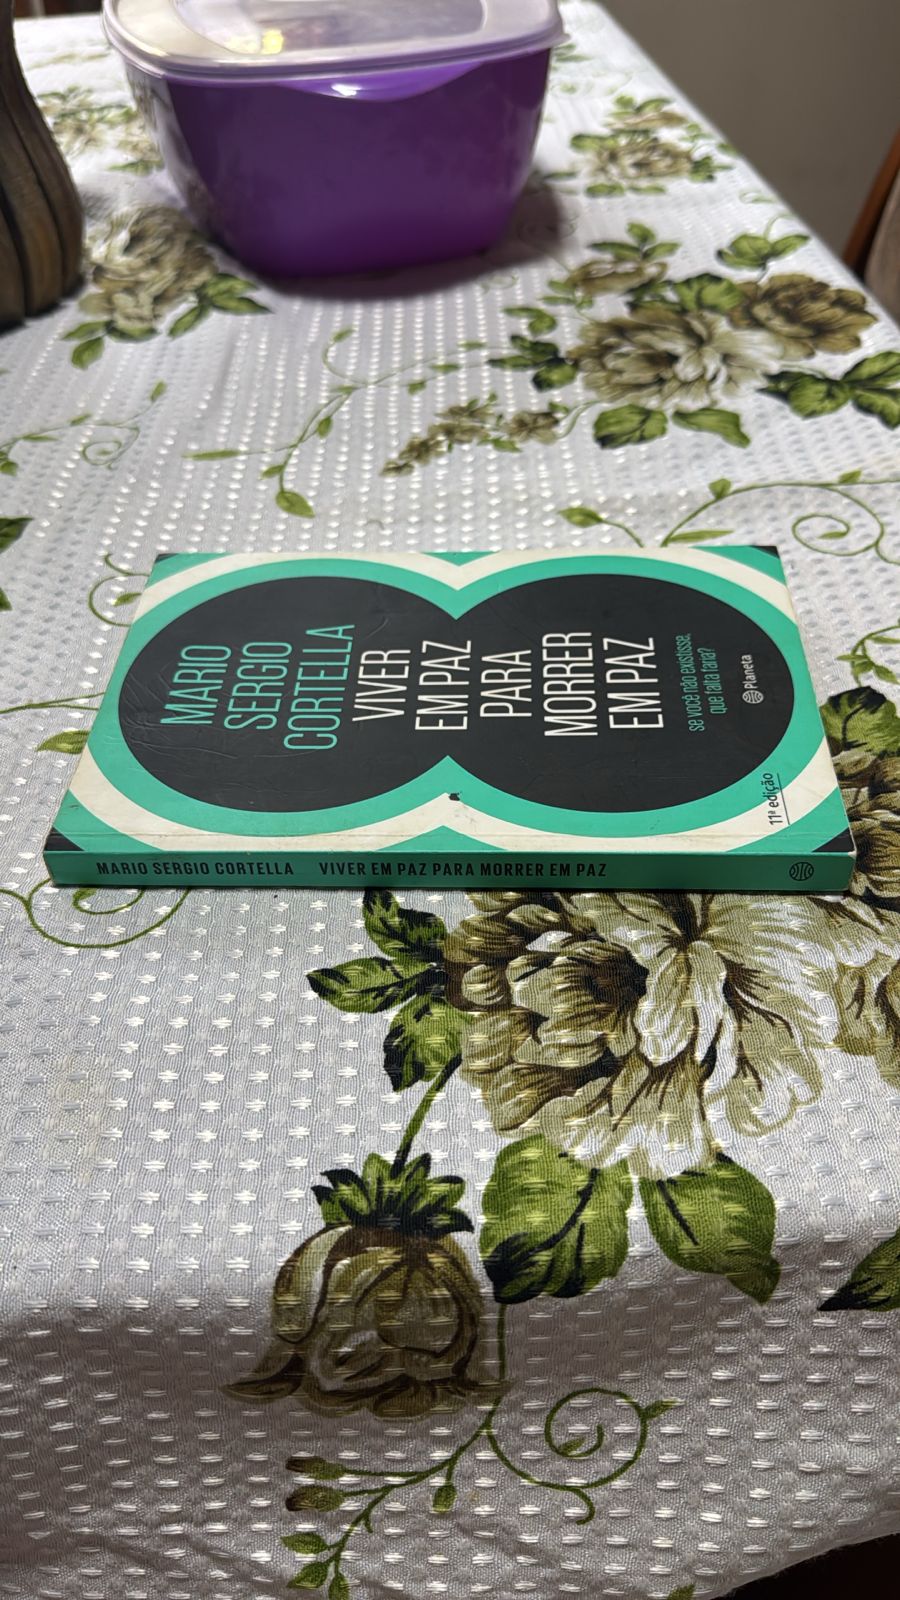 MARIO
SERGIO
CORTELLA
VIVER
EM PAZ
PARA
MORRER
EM PAZ
se você não existisse,
que falta faria?
Planeta
11ª edição
MARIO SERGIO CORTELLA VIVER EM PAZ PARA MORRER EM PAZ